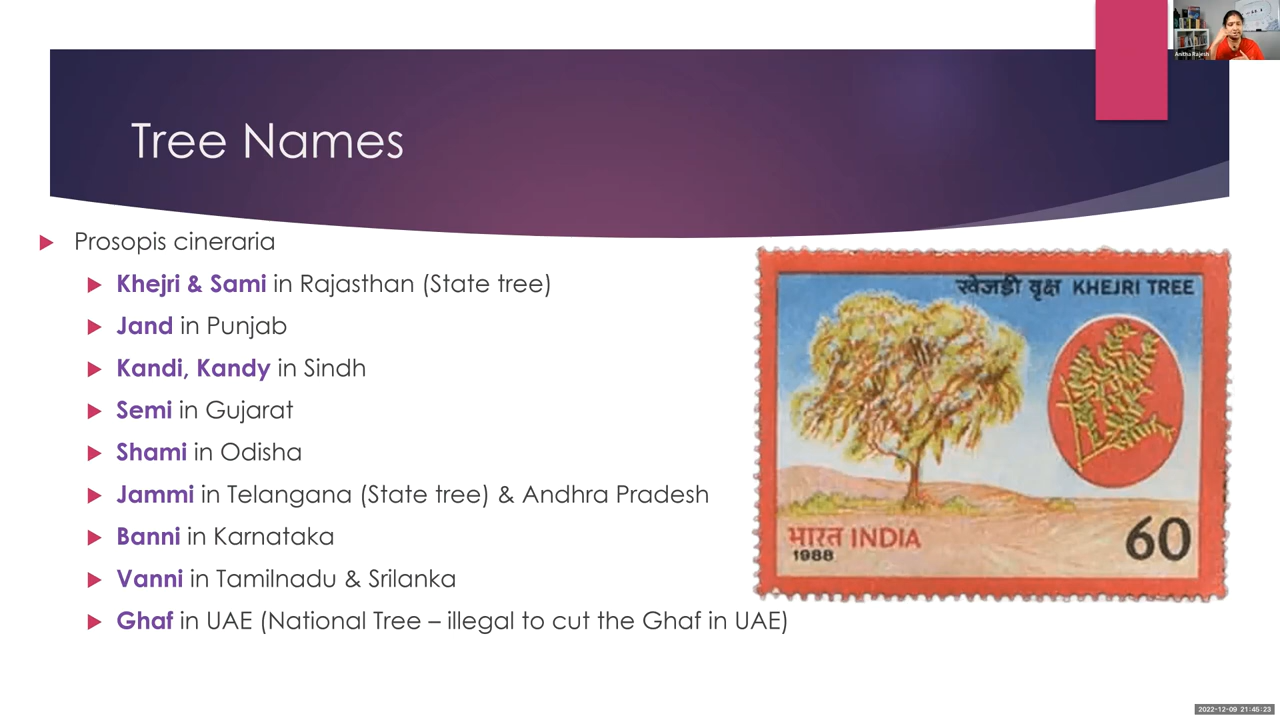 Anitha Rajesh
Tree Names
Prosopis cineraria
Khejri & Sami in Rajasthan (State tree)
Jand in Punjab
Kandi, Kandy in Sindh
Semi in Gujarat
Shami in Odisha
Jammi in Telangana (State tree) & Andhra Pradesh
Banni in Karnataka
Vanni in Tamilnadu & Srilanka
Ghaf in UAE (National Tree – illegal to cut the Ghaf in UAE)
खेजड़ी वृक्ष KHEJRI TREE
भारत INDIA
1988
60
2022-12-09 21:45:23